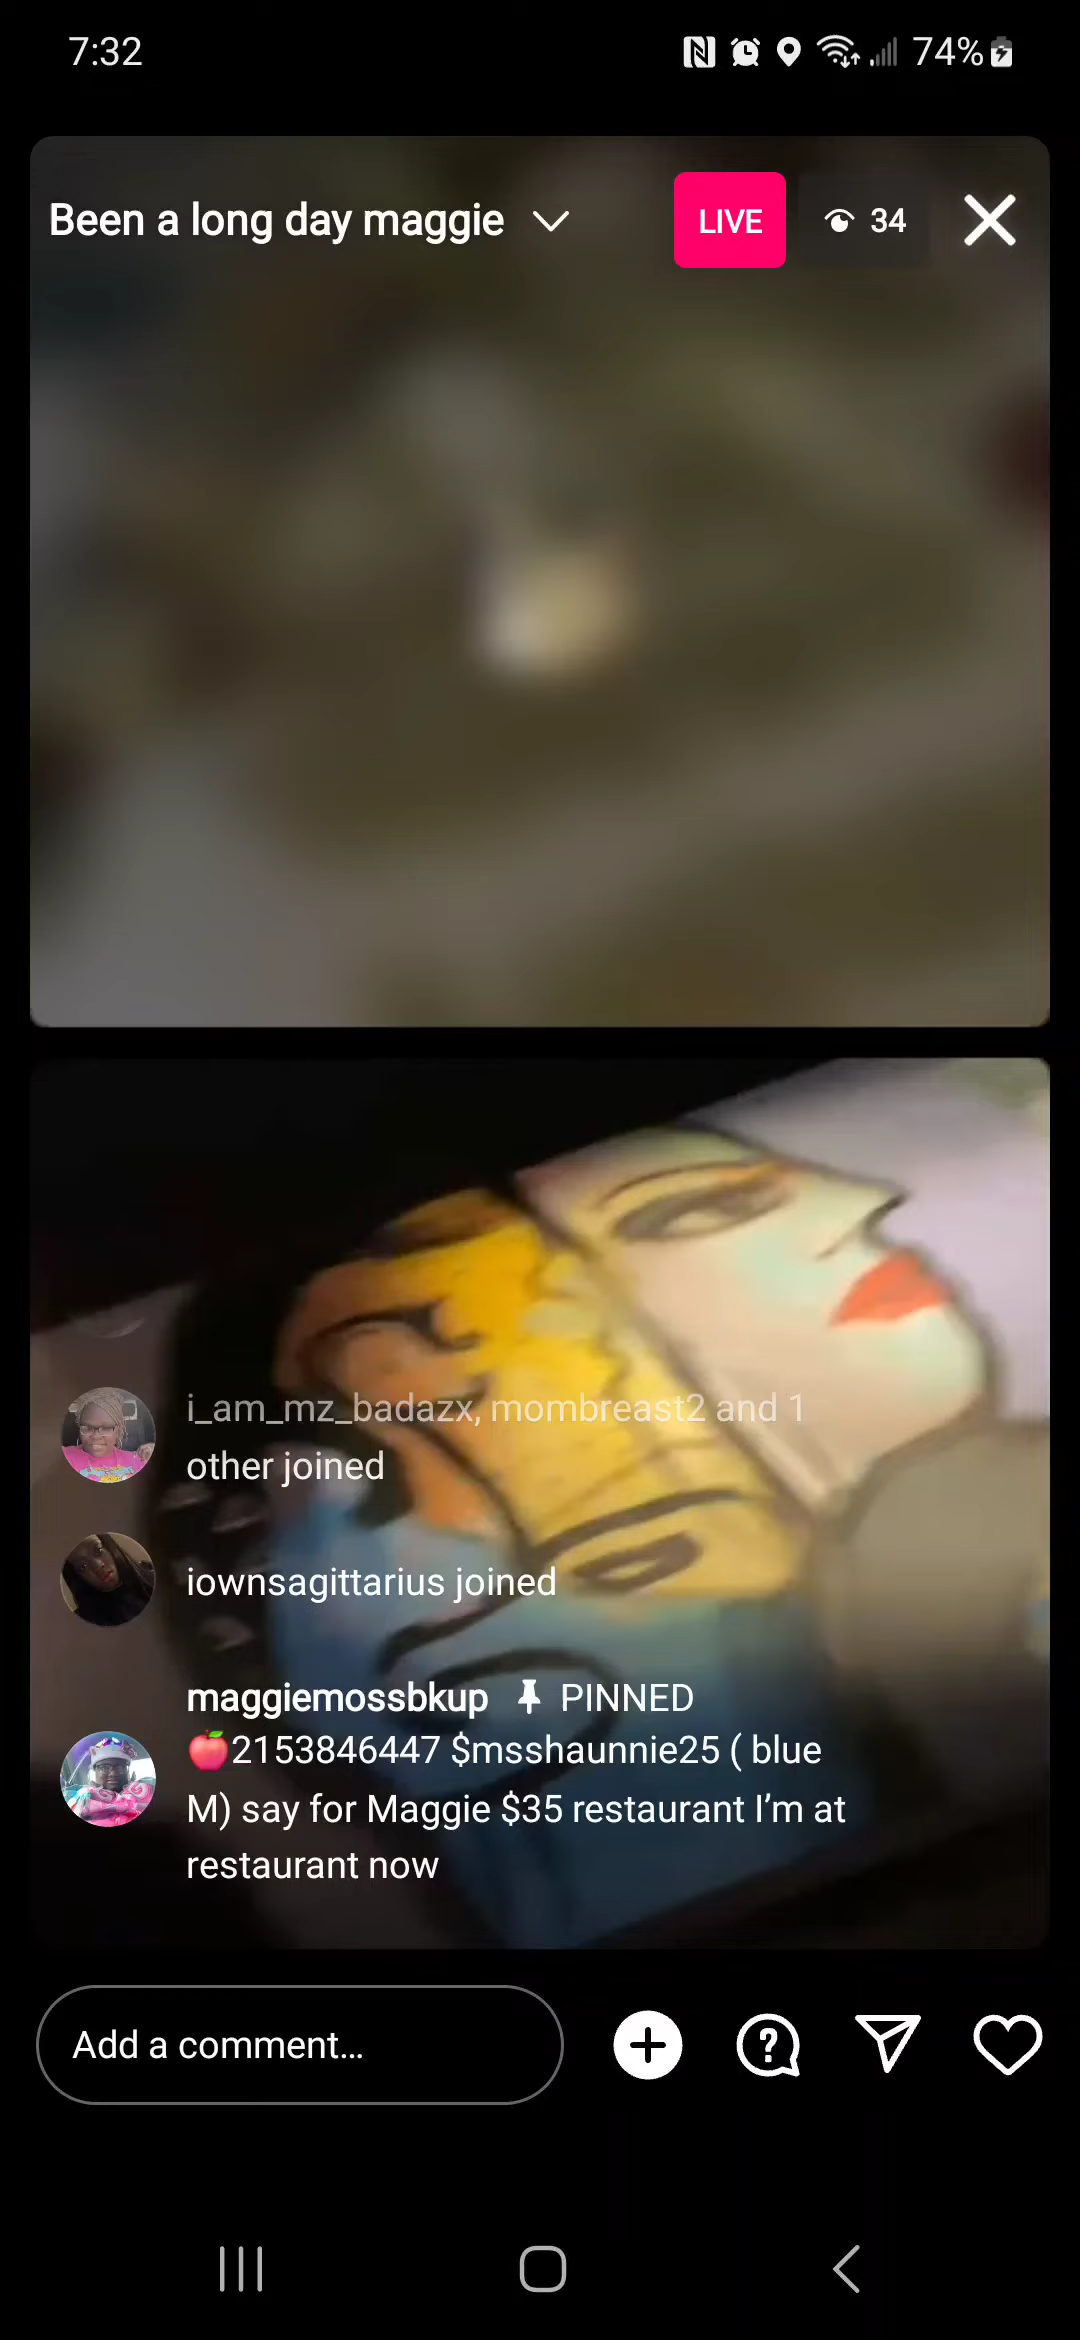 7:32
74%
Been a long day maggie
LIVE
34
i_am_mz_badazx, mombreast2 and 1
other joined
iownsagittarius joined
maggiemossbkup PINNED
🍎2153846447 $msshaunnie25 ( blue
M) say for Maggie $35 restaurant I’m at
restaurant now
Add a comment...